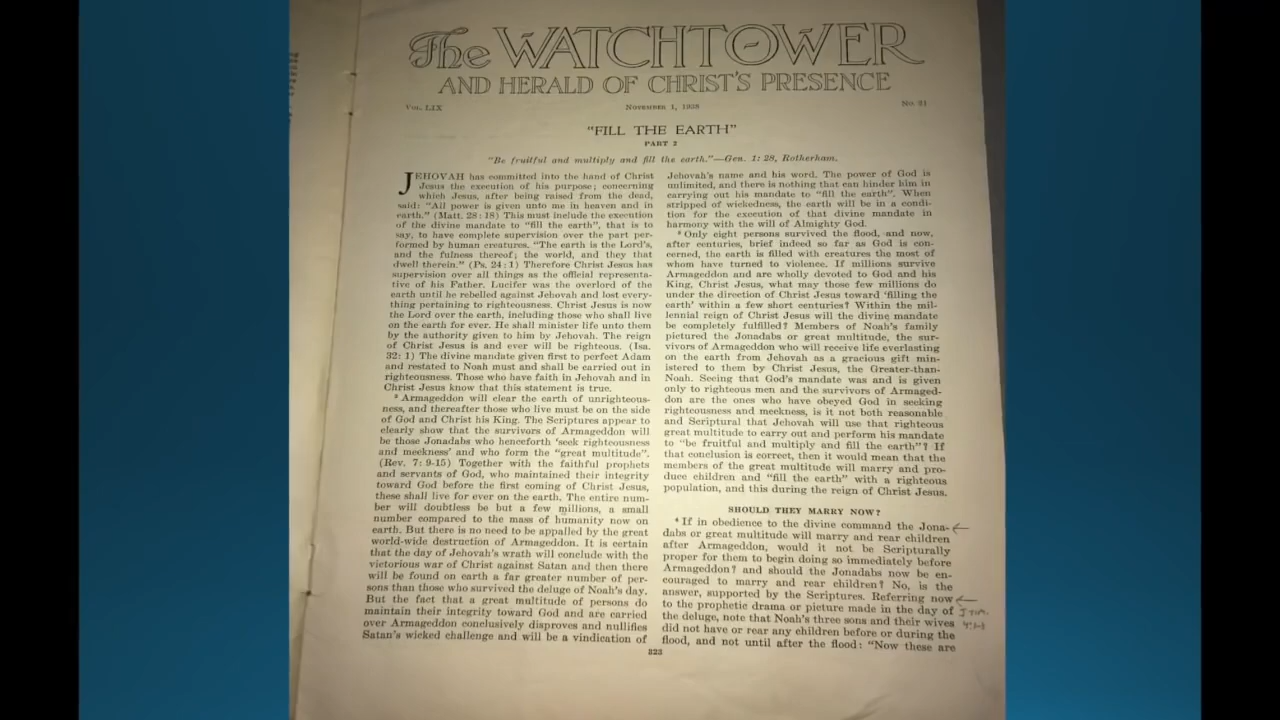 The WATCHTOWER
AND HERALD OF CHRIST'S PRESENCE
VOL. LIX NOVEMBER 1, 1938 No. 21
"FILL THE EARTH"
PART 2
"Be fruitful and multiply and fill the earth."—Gen. 1: 28, Rotherham.
JEHOVAH has committed into the hand of Christ
Jesus the execution of his purpose; concerning
which Jesus, after being raised from the dead,
said: "All power is given unto me in heaven and in
earth." (Matt. 28: 18) This must include the execution
of the divine mandate to "fill the earth", that is to
say, to have complete supervision over the part per-
formed by human creatures. "The earth is the Lord's,
and the fulness thereof; the world, and they that
dwell therein." (Ps. 24: 1) Therefore Christ Jesus has
supervision over all things as the official representa-
tive of his Father. Lucifer was the overlord of the
earth until he rebelled against Jehovah and lost every-
thing pertaining to righteousness. Christ Jesus is now
the Lord over the earth, including those who shall live
on the earth for ever. He shall minister life unto them
by the authority given to him by Jehovah. The reign
of Christ Jesus is and ever will be righteous. (Isa.
32: 1) The divine mandate given first to perfect Adam
and restated to Noah must and shall be carried out in
righteousness. Those who have faith in Jehovah and in
Christ Jesus know that this statement is true.
² Armageddon will clear the earth of unrighteous-
ness, and thereafter those who live must be on the side
of God and Christ his King. The Scriptures appear to
clearly show that the survivors of Armageddon will
be those Jonadabs who henceforth 'seek righteousness
and meekness' and who form the "great multitude".
(Rev. 7: 9-15) Together with the faithful prophets
and servants of God, who maintained their integrity
toward God before the first coming of Christ Jesus,
these shall live for ever on the earth. The entire num-
ber will doubtless be but a few millions, a small
number compared to the mass of humanity now on
earth. But there is no need to be appalled by the great
world-wide destruction of Armageddon. It is certain
that the day of Jehovah's wrath will conclude with the
victorious war of Christ against Satan and then there
will be found on earth a far greater number of per-
sons than those who survived the deluge of Noah's day.
But the fact that a great multitude of persons do
maintain their integrity toward God and are carried
over Armageddon conclusively disproves and nullifies
Satan's wicked challenge and will be a vindication of
Jehovah's name and his word. The power of God is
unlimited, and there is nothing that can hinder him in
carrying out his mandate to "fill the earth". When
stripped of wickedness, the earth will be in a condi-
tion for the execution of that divine mandate in
harmony with the will of Almighty God.
³ Only eight persons survived the flood, and now,
after centuries, brief indeed so far as God is con-
cerned, the earth is filled with creatures the most of
whom have turned to violence. If millions survive
Armageddon and are wholly devoted to God and his
King, Christ Jesus, what may those few millions do
under the direction of Christ Jesus toward 'filling the
earth' within a few short centuries? Within the mil-
lennial reign of Christ Jesus will the divine mandate
be completely fulfilled? Members of Noah's family
pictured the Jonadabs or great multitude, the sur-
vivors of Armageddon who will receive life everlasting
on the earth from Jehovah as a gracious gift min-
istered to them by Christ Jesus, the Greater-than-
Noah. Seeing that God's mandate was and is given
only to righteous men and the survivors of Armaged-
don are the ones who have obeyed God in seeking
righteousness and meekness, is it not both reasonable
and Scriptural that Jehovah will use that righteous
great multitude to carry out and perform his mandate
to "be fruitful and multiply and fill the earth"? If
that conclusion is correct, then it would mean that the
members of the great multitude will marry and pro-
duce children and "fill the earth" with a righteous
population, and this during the reign of Christ Jesus.
SHOULD THEY MARRY NOW?
⁴ If in obedience to the divine command the Jona-
dabs or great multitude will marry and rear children
after Armageddon, would it not be Scripturally
proper for them to begin doing so immediately before
Armageddon? and should the Jonadabs now be en-
couraged to marry and rear children? No, is the
answer, supported by the Scriptures. Referring now
to the prophetic drama or picture made in the day of
the deluge, note that Noah's three sons and their wives
did not have or rear any children before or during the
flood, and not until after the flood: "Now these are
I TIM.
4:1-3
323